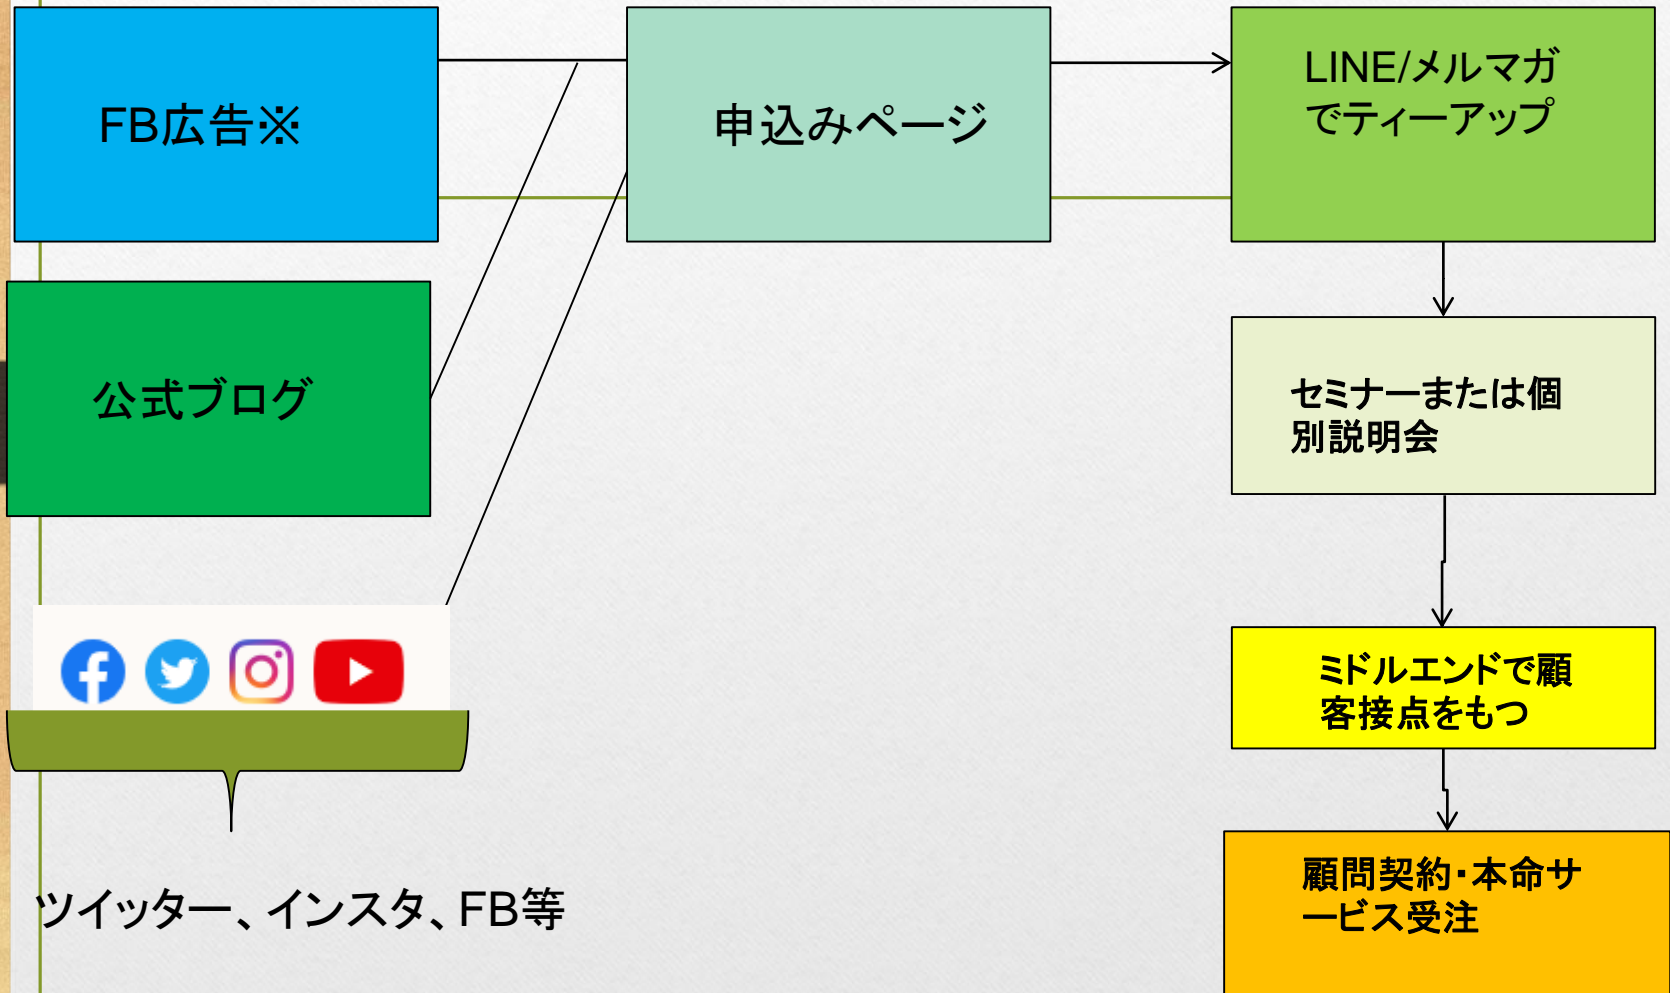 FB広告※
申込みページ
LINE/メルマガ
でティーアップ
公式ブログ
セミナーまたは個
別説明会
ミドルエンドで顧
客接点をもつ
ツイッター、インスタ、FB等
顧問契約・本命サ
ービス受注